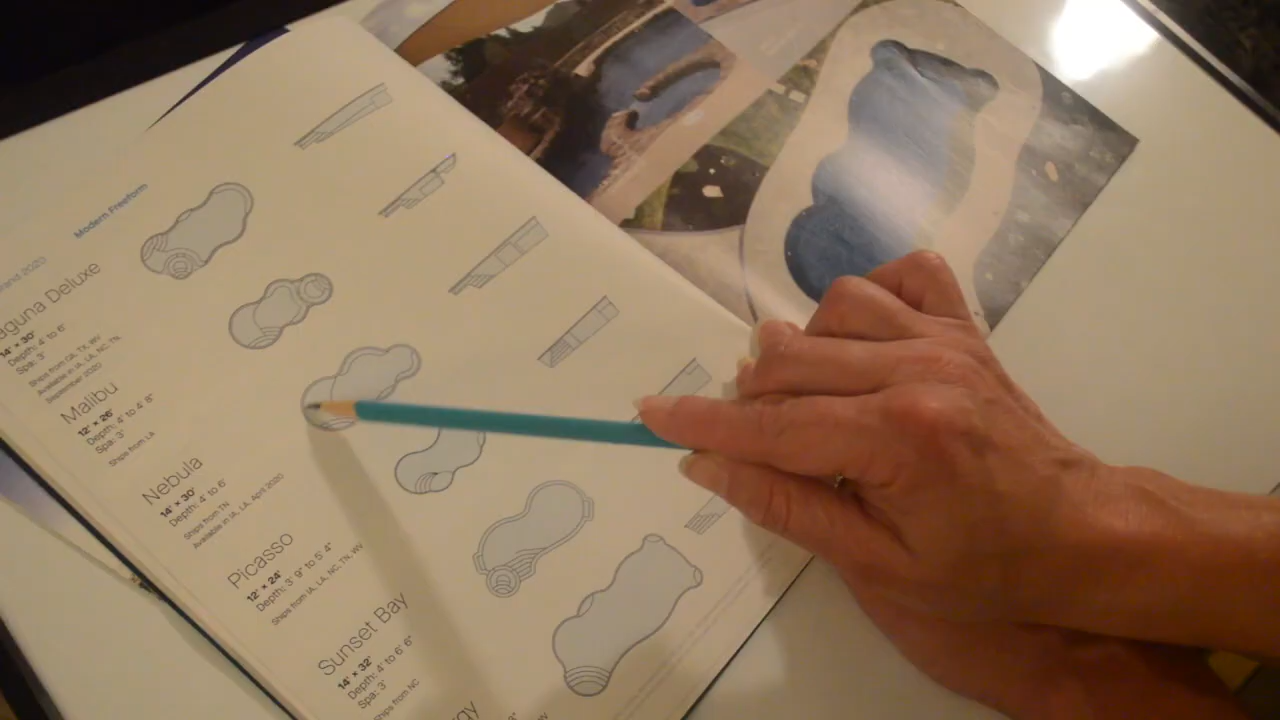 Modern Freeform
2020
aguna Deluxe
14' × 30'
Depth: 4' to 6'
Spa: 3'
Ships from CA, TX, WV
Available in IA, LA, NC, TN,
September 2020
Malibu
12' × 26'
Depth: 4' to 4' 8"
Spa: 3'
Ships from LA
Nebula
14' × 30'
Depth: 4' to 6'
Ships from TN
Available in IA, LA, April 2020
Picasso
12' × 24'
Depth: 3' 9" to 5' 4"
Ships from IA, LA, NC, TN, WV
Sunset Bay
14' × 32'
Depth: 4' to 6' 6"
Spa: 3'
Ships from NC
rgy